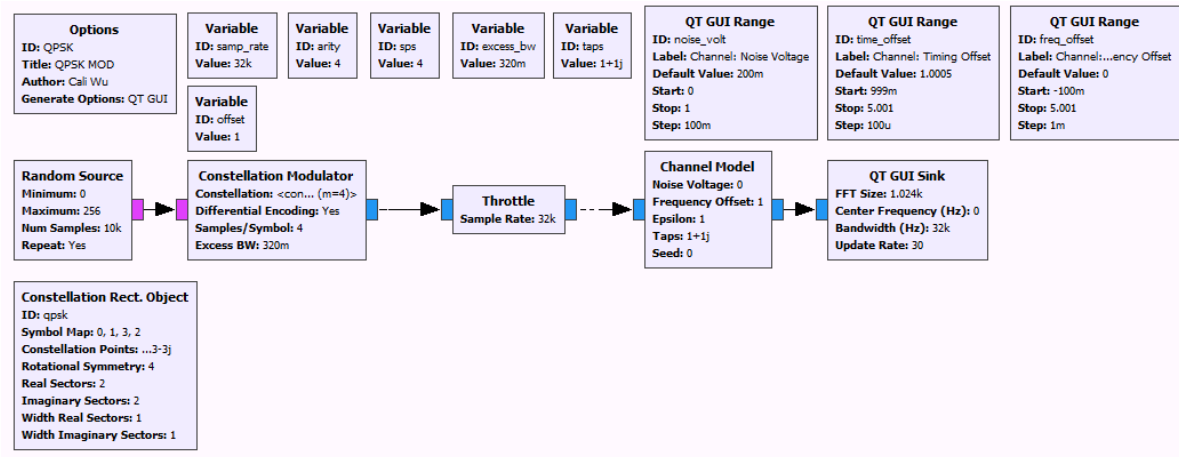 Options
ID: QPSK
Title: QPSK MOD
Author: Cali Wu
Generate Options: QT GUI
Variable
ID: samp_rate
Value: 32k
Variable
ID: arity
Value: 4
Variable
ID: sps
Value: 4
Variable
ID: excess_bw
Value: 320m
Variable
ID: taps
Value: 1+1j
QT GUI Range
ID: noise_volt
Label: Channel: Noise Voltage
Default Value: 200m
Start: 0
Stop: 1
Step: 100m
QT GUI Range
ID: time_offset
Label: Channel: Timing Offset
Default Value: 1.0005
Start: 999m
Stop: 5.001
Step: 100u
QT GUI Range
ID: freq_offset
Label: Channel:...ency Offset
Default Value: 0
Start: -100m
Stop: 5.001
Step: 1m
Variable
ID: offset
Value: 1
Random Source
Minimum: 0
Maximum: 256
Num Samples: 10k
Repeat: Yes
Constellation Modulator
Constellation: <con... (m=4)>
Differential Encoding: Yes
Samples/Symbol: 4
Excess BW: 320m
Throttle
Sample Rate: 32k
Channel Model
Noise Voltage: 0
Frequency Offset: 1
Epsilon: 1
Taps: 1+1j
Seed: 0
QT GUI Sink
FFT Size: 1.024k
Center Frequency (Hz): 0
Bandwidth (Hz): 32k
Update Rate: 30
Constellation Rect. Object
ID: qpsk
Symbol Map: 0, 1, 3, 2
Constellation Points: ...3-3j
Rotational Symmetry: 4
Real Sectors: 2
Imaginary Sectors: 2
Width Real Sectors: 1
Width Imaginary Sectors: 1